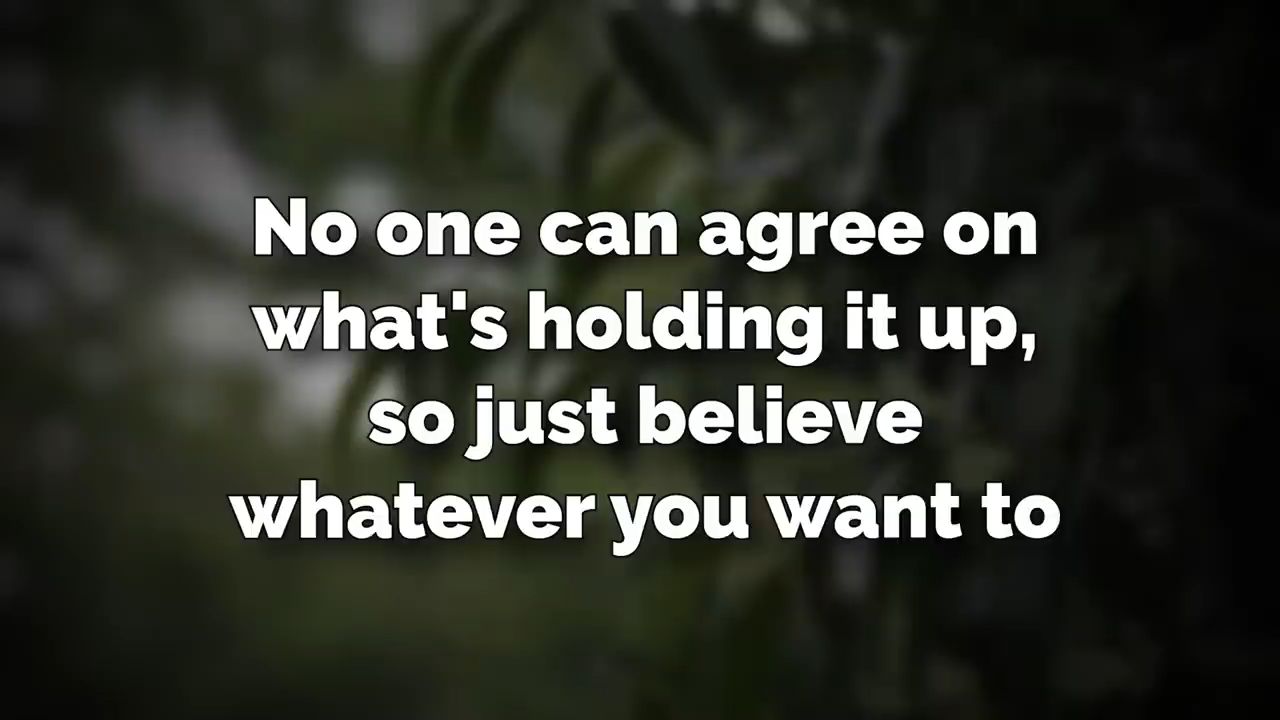 No one can agree on
what's holding it up,
so just believe
whatever you want to